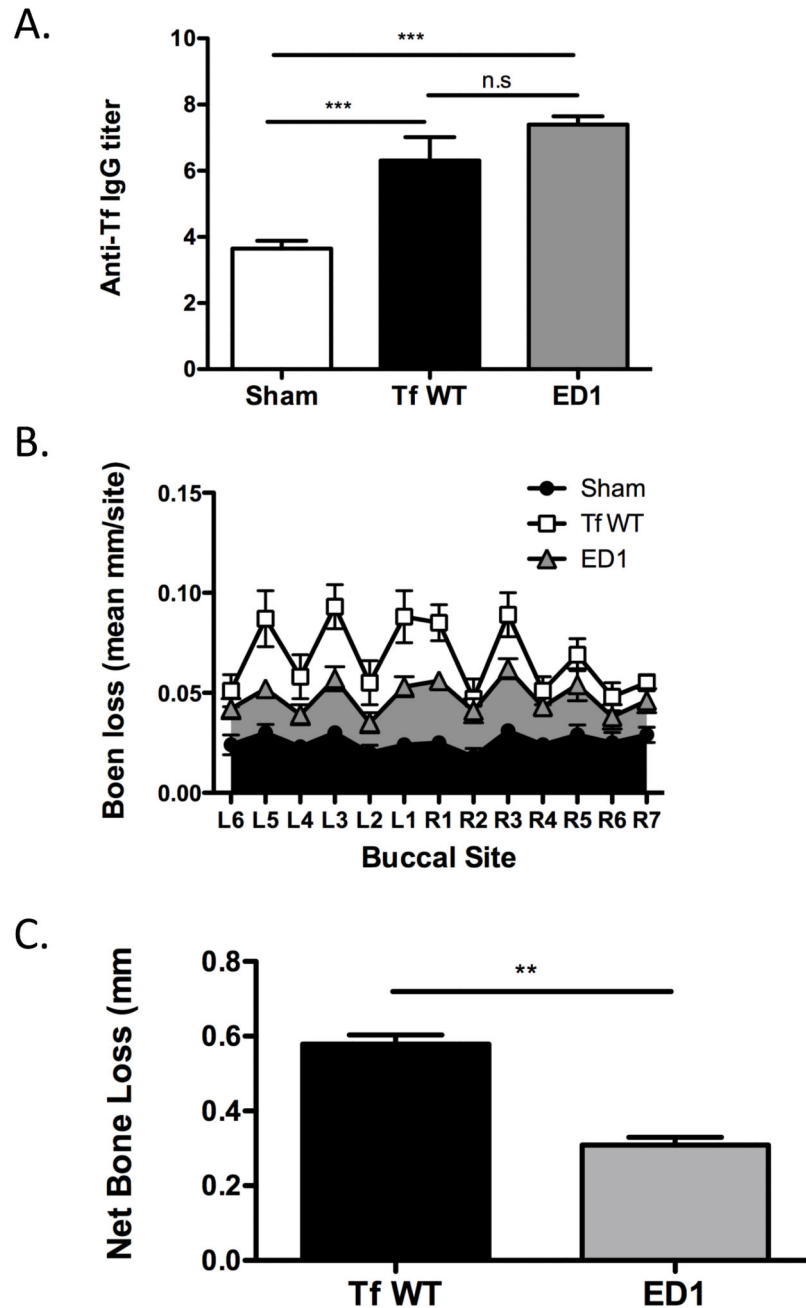 A.
Anti-Tf IgG titer
10
8
6
4
2
0
***
n.s
***
Sham Tf WT ED1
B.
Boen loss (mean mm/site)
0.15
0.10
0.05
0.00
Sham
Tf WT
ED1
L6 L5 L4 L3 L2 L1 R1 R2 R3 R4 R5 R6 R7
Buccal Site
C.
Net Bone Loss (mm
0.8
0.6
0.4
0.2
0.0
**
Tf WT ED1